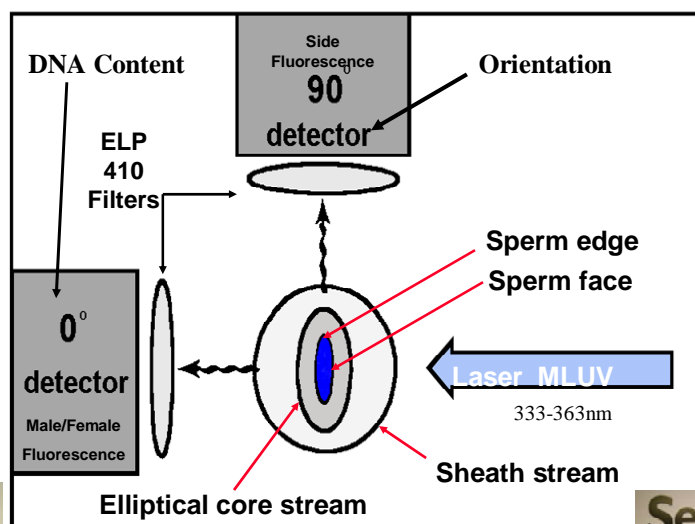 Side
Fluorescence
90°
detector
DNA Content
Orientation
ELP
410
Filters
Sperm edge
Sperm face
0°
detector
Male/Female
Fluorescence
Laser MLUV
333-363nm
Sheath stream
Elliptical core stream
Se